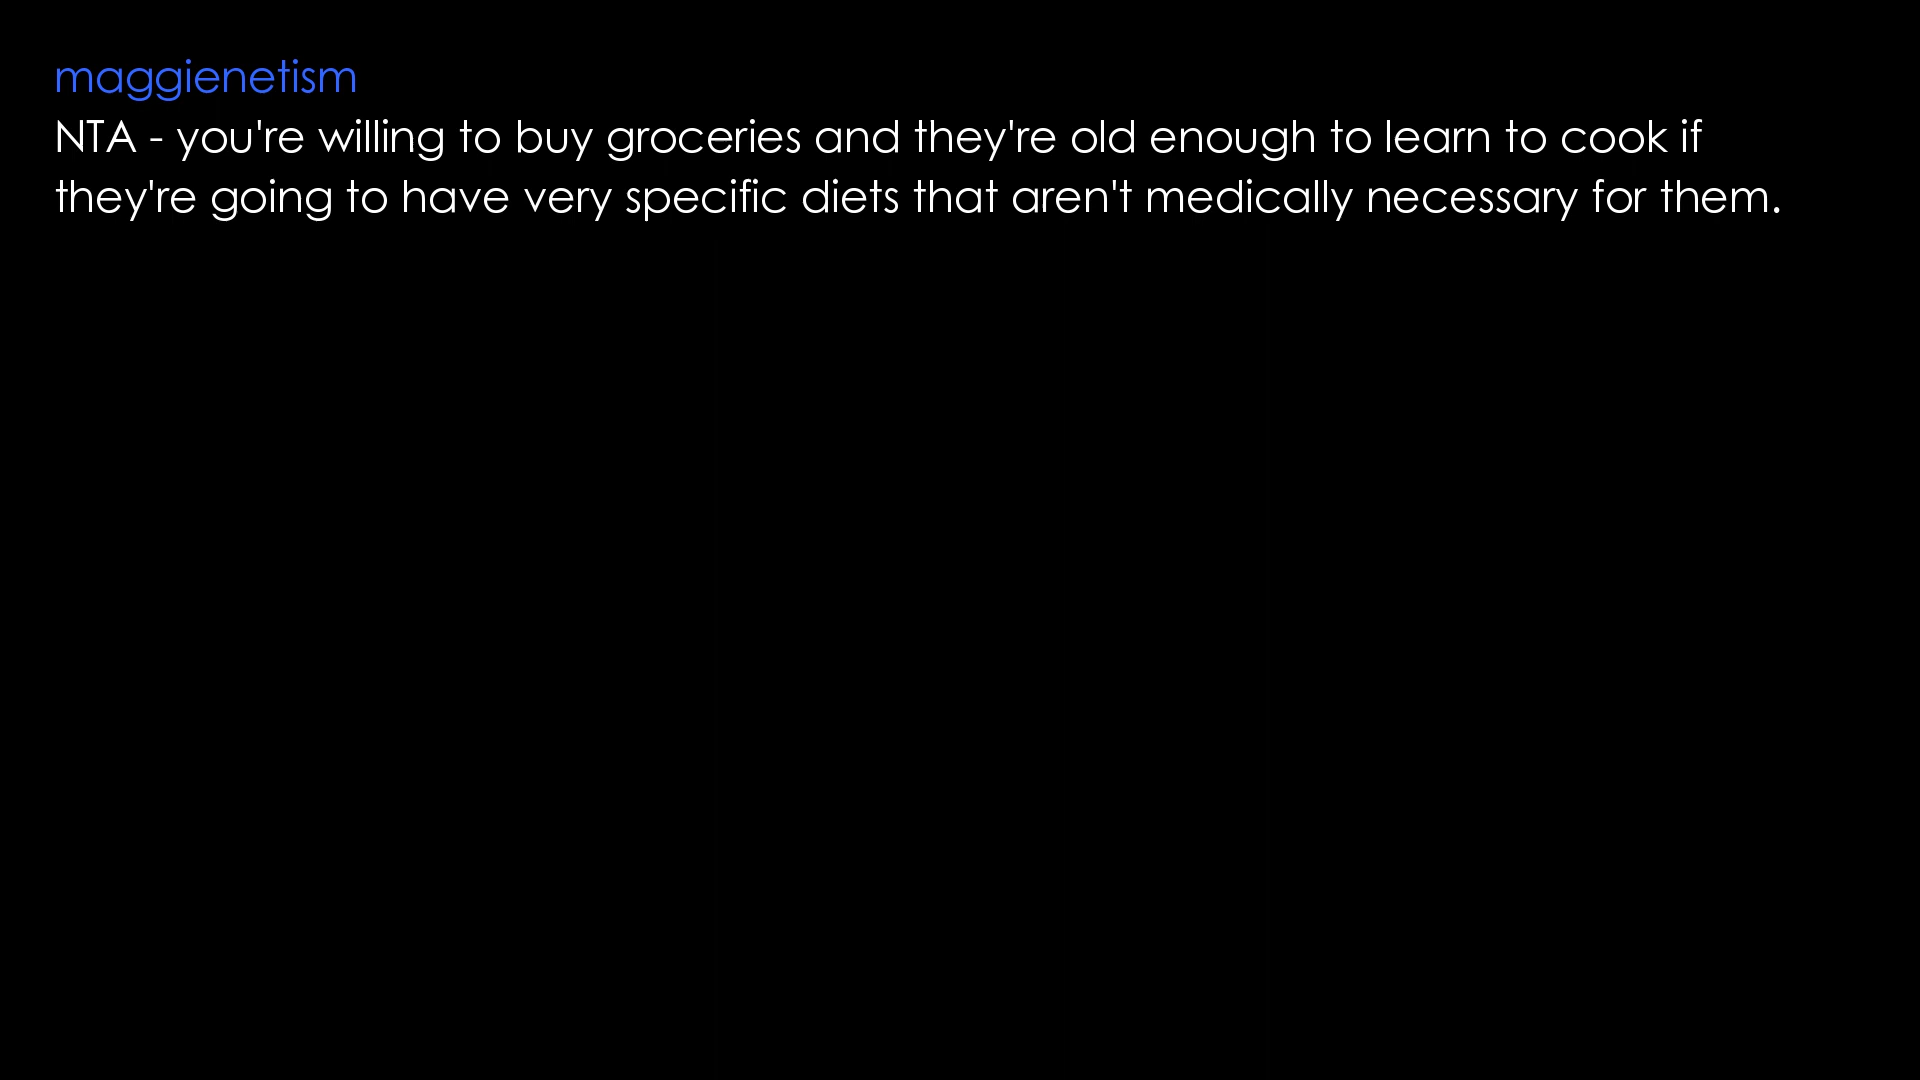 maggienetism
NTA - you're willing to buy groceries and they're old enough to learn to cook if
they're going to have very specific diets that aren't medically necessary for them.